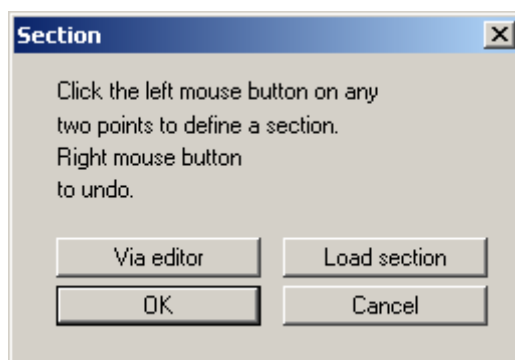 Section
Click the left mouse button on any
two points to define a section.
Right mouse button
to undo.
Via editor
Load section
OK
Cancel